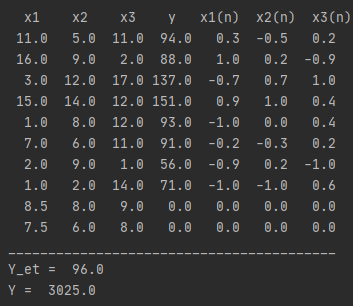 x1 x2 x3 y x1(n) x2(n) x3(n)
11.0 5.0 11.0 94.0 0.3 -0.5 0.2
16.0 9.0 2.0 88.0 1.0 0.2 -0.9
3.0 12.0 17.0 137.0 -0.7 0.7 1.0
15.0 14.0 12.0 151.0 0.9 1.0 0.4
1.0 8.0 12.0 93.0 -1.0 0.0 0.4
7.0 6.0 11.0 91.0 -0.2 -0.3 0.2
2.0 9.0 1.0 56.0 -0.9 0.2 -1.0
1.0 2.0 14.0 71.0 -1.0 -1.0 0.6
8.5 8.0 9.0 0.0 0.0 0.0 0.0
7.5 6.0 8.0 0.0 0.0 0.0 0.0
_________________________________________
Y_et = 96.0
Y = 3025.0